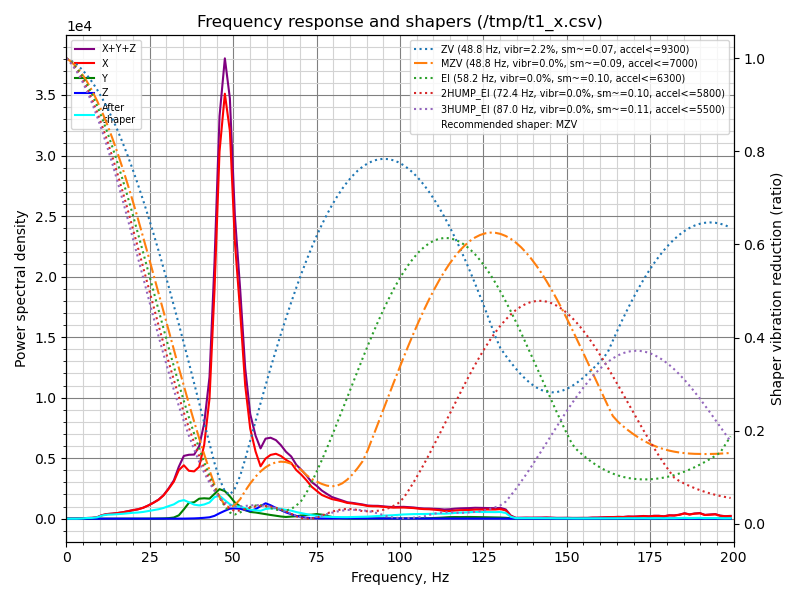 Frequency response and shapers (/tmp/t1_x.csv)
1e4
X+Y+Z
X
Y
Z
After
shaper
ZV (48.8 Hz, vibr=2.2%, sm~=0.07, accel<=9300)
MZV (48.8 Hz, vibr=0.0%, sm~=0.09, accel<=7000)
EI (58.2 Hz, vibr=0.0%, sm~=0.10, accel<=6300)
2HUMP_EI (72.4 Hz, vibr=0.0%, sm~=0.10, accel<=5800)
3HUMP_EI (87.0 Hz, vibr=0.0%, sm~=0.11, accel<=5500)
Recommended shaper: MZV
Power spectral density
3.5
3.0
2.5
2.0
1.5
1.0
0.5
0.0
1.0
0.8
0.6
0.4
0.2
0.0
Shaper vibration reduction (ratio)
0 25 50 75 100 125 150 175 200
Frequency, Hz